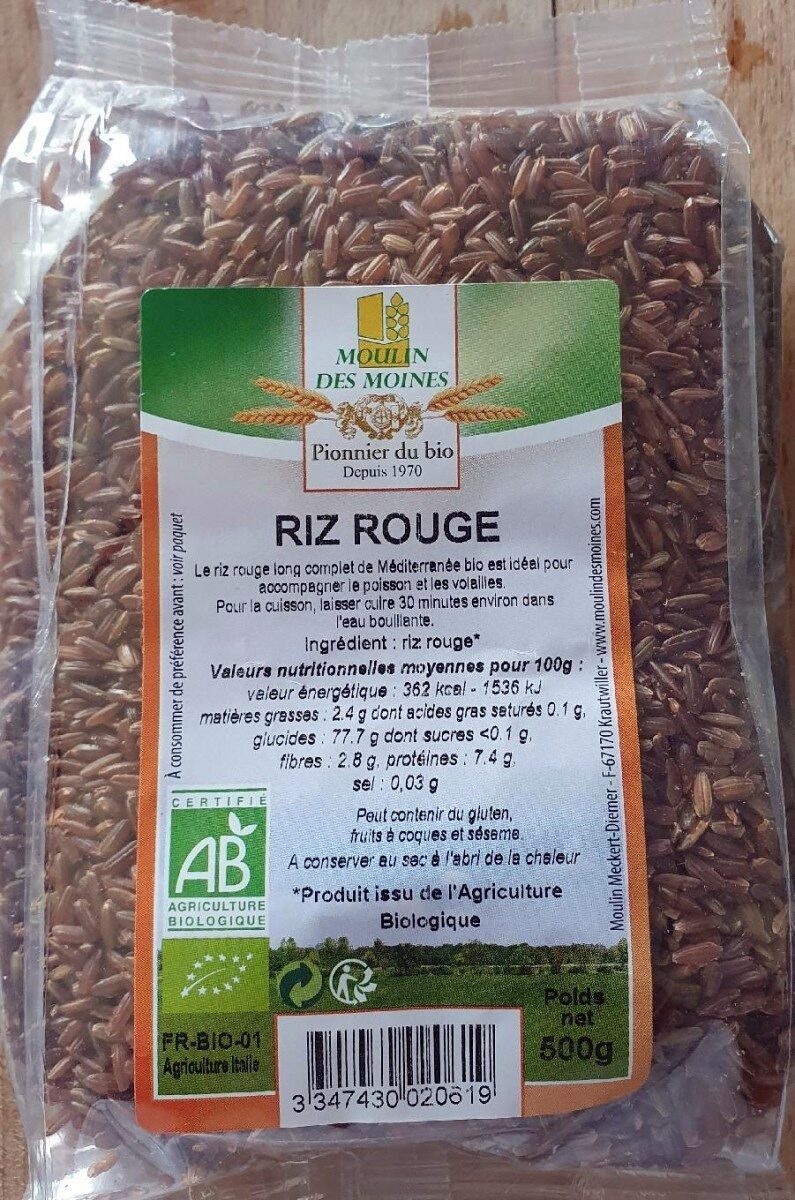 MOULIN
DES MOINES
Pionnier du bio
Depuis 1970
RIZ ROUGE
Le riz rouge long complet de Méditerranée bio est idéal pour
accompagner le poisson et les volailles.
Pour la cuisson, laisser cuire 30 minutes environ dans
l'eau bouillante.
Ingrédient : riz rouge*
Valeurs nutritionnelles moyennes pour 100g :
valeur énergétique : 362 kcal - 1536 kJ
matières grasses : 2.4 g dont acides gras saturés 0.1 g,
glucides : 77.7 g dont sucres <0.1 g,
fibres : 2.8 g, protéines : 7.4 g,
sel : 0,03 g
Peut contenir du gluten,
fruits à coques et sésame.
A conserver au sec à l'abri de la chaleur
*Produit issu de l'Agriculture
Biologique
À consommer de préférence avant : voir paquet
Moulin Meckert-Diemer - F-67170 Krautwiller - www.moulindesmoines.com
CERTIFIÉ
AB
AGRICULTURE
BIOLOGIQUE
FR-BIO-01
Agriculture Italie
Poids
net
500g
3 347430 020619